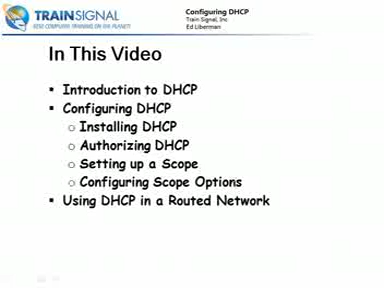 TRAINSIGNAL
BEST COMPUTER TRAINING ON THE PLANET!
Configuring DHCP
Train Signal, Inc
Ed Liberman
In This Video
▪ Introduction to DHCP
▪ Configuring DHCP
o Installing DHCP
o Authorizing DHCP
o Setting up a Scope
o Configuring Scope Options
▪ Using DHCP in a Routed Network